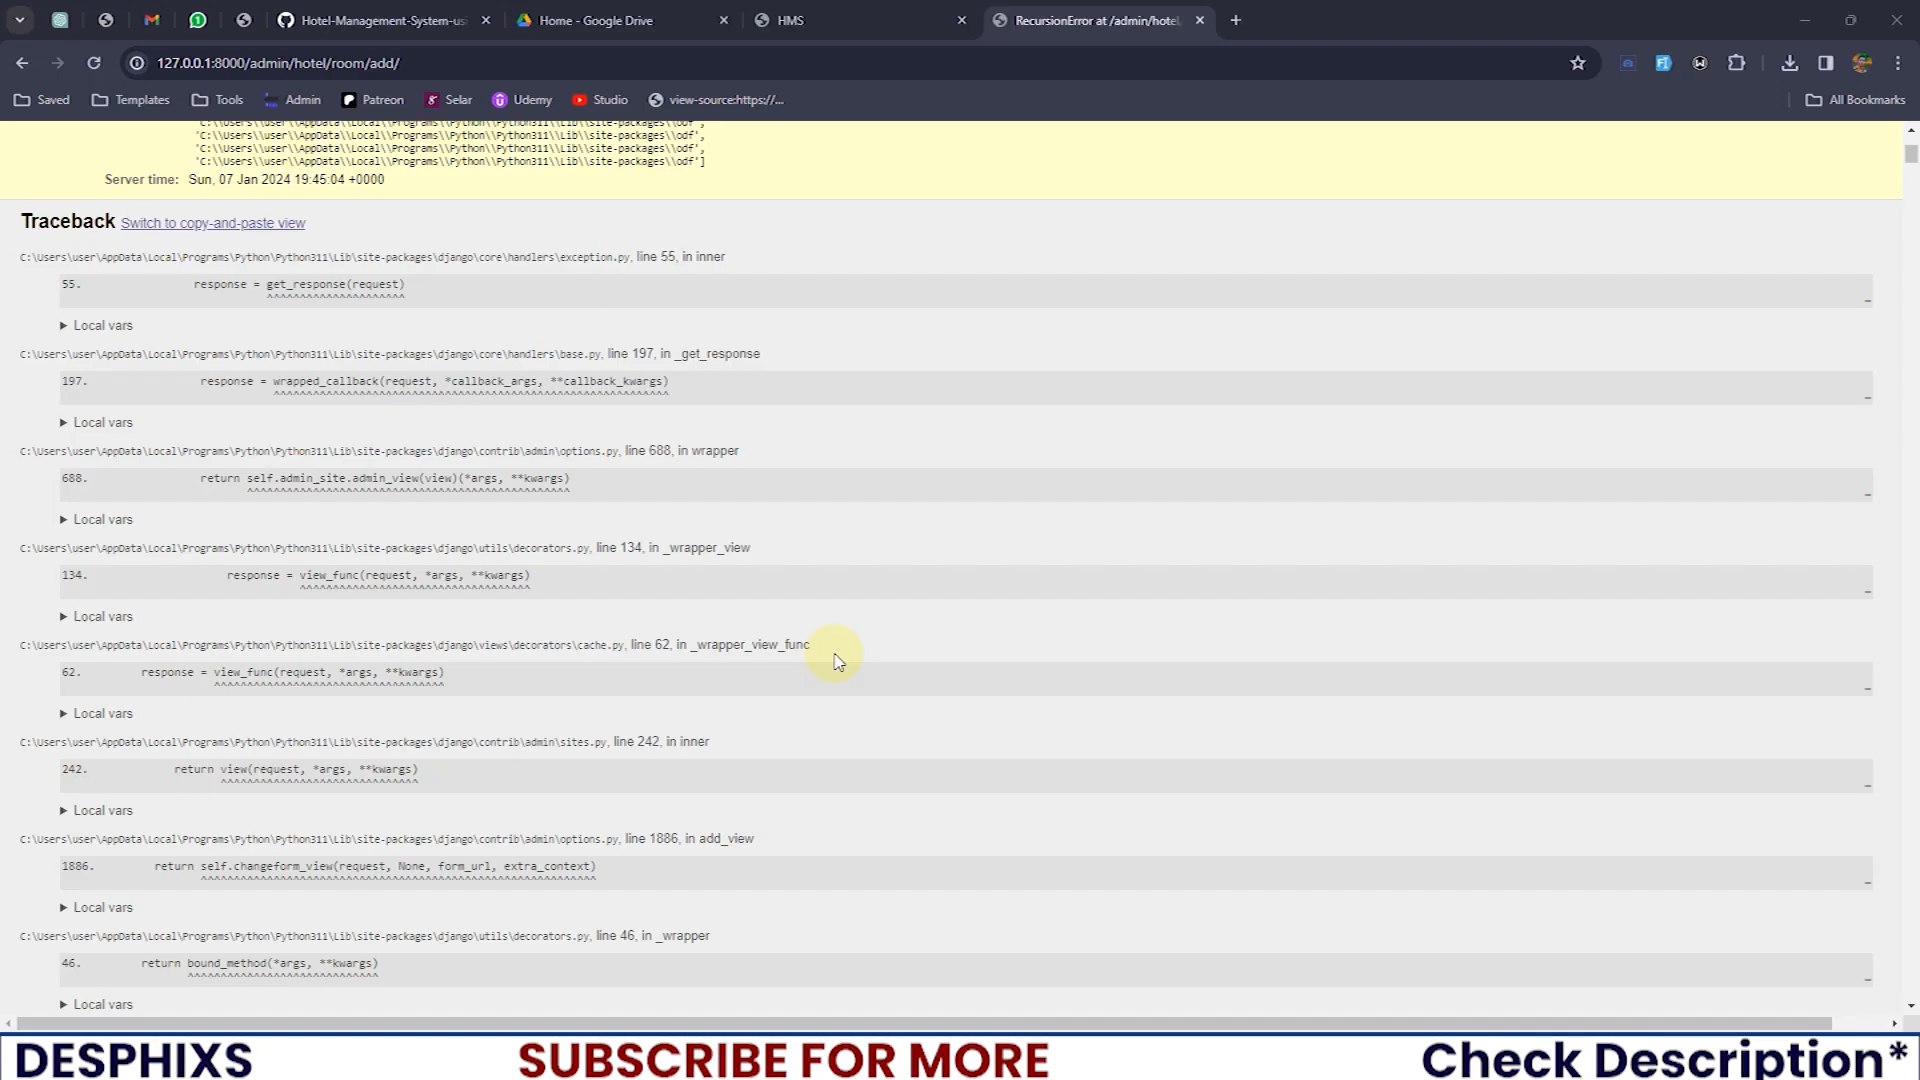 Hotel-Management-System-usi
Home - Google Drive
HMS
RecursionError at /admin/hotel
127.0.0.1:8000/admin/hotel/room/add/
Saved
Templates
Tools
Admin
Patreon
Selar
Udemy
Studio
view-source:https://...
All Bookmarks
'C:\\Users\\user\\AppData\\Local\\Programs\\Python\\Python311\\Lib\\site-packages\\odf',
'C:\\Users\\user\\AppData\\Local\\Programs\\Python\\Python311\\Lib\\site-packages\\odf',
'C:\\Users\\user\\AppData\\Local\\Programs\\Python\\Python311\\Lib\\site-packages\\odf',
'C:\\Users\\user\\AppData\\Local\\Programs\\Python\\Python311\\Lib\\site-packages\\odf']
Server time: Sun, 07 Jan 2024 19:45:04 +0000
Traceback Switch to copy-and-paste view
C:\Users\user\AppData\Local\Programs\Python\Python311\Lib\site-packages\django\core\handlers\exception.py, line 55, in inner
55. response = get_response(request)
^^^^^^^^^^^^^^^^^^^^^
Local vars
C:\Users\user\AppData\Local\Programs\Python\Python311\Lib\site-packages\django\core\handlers\base.py, line 197, in _get_response
197. response = wrapped_callback(request, *callback_args, **callback_kwargs)
^^^^^^^^^^^^^^^^^^^^^^^^^^^^^^^^^^^^^^^^^^^^^^^^^^^^^^^^^^^^
Local vars
C:\Users\user\AppData\Local\Programs\Python\Python311\Lib\site-packages\django\contrib\admin\options.py, line 688, in wrapper
688. return self.admin_site.admin_view(view)(*args, **kwargs)
^^^^^^^^^^^^^^^^^^^^^^^^^^^^^^^^^^^^^^^^^^^^^^^^^
Local vars
C:\Users\user\AppData\Local\Programs\Python\Python311\Lib\site-packages\django\utils\decorators.py, line 134, in _wrapper_view
134. response = view_func(request, *args, **kwargs)
^^^^^^^^^^^^^^^^^^^^^^^^^^^^^^^^^^^
Local vars
C:\Users\user\AppData\Local\Programs\Python\Python311\Lib\site-packages\django\views\decorators\cache.py, line 62, in _wrapper_view_func
62. response = view_func(request, *args, **kwargs)
^^^^^^^^^^^^^^^^^^^^^^^^^^^^^^^^^^^
Local vars
C:\Users\user\AppData\Local\Programs\Python\Python311\Lib\site-packages\django\contrib\admin\sites.py, line 242, in inner
242. return view(request, *args, **kwargs)
^^^^^^^^^^^^^^^^^^^^^^^^^^^^^^
Local vars
C:\Users\user\AppData\Local\Programs\Python\Python311\Lib\site-packages\django\contrib\admin\options.py, line 1886, in add_view
1886. return self.changeform_view(request, None, form_url, extra_context)
^^^^^^^^^^^^^^^^^^^^^^^^^^^^^^^^^^^^^^^^^^^^^^^^^^^^^^^^^^^^
Local vars
C:\Users\user\AppData\Local\Programs\Python\Python311\Lib\site-packages\django\utils\decorators.py, line 46, in _wrapper
46. return bound_method(*args, **kwargs)
^^^^^^^^^^^^^^^^^^^^^^^^^^^^^
Local vars
DESPHIXS
SUBSCRIBE FOR MORE
Check Description*